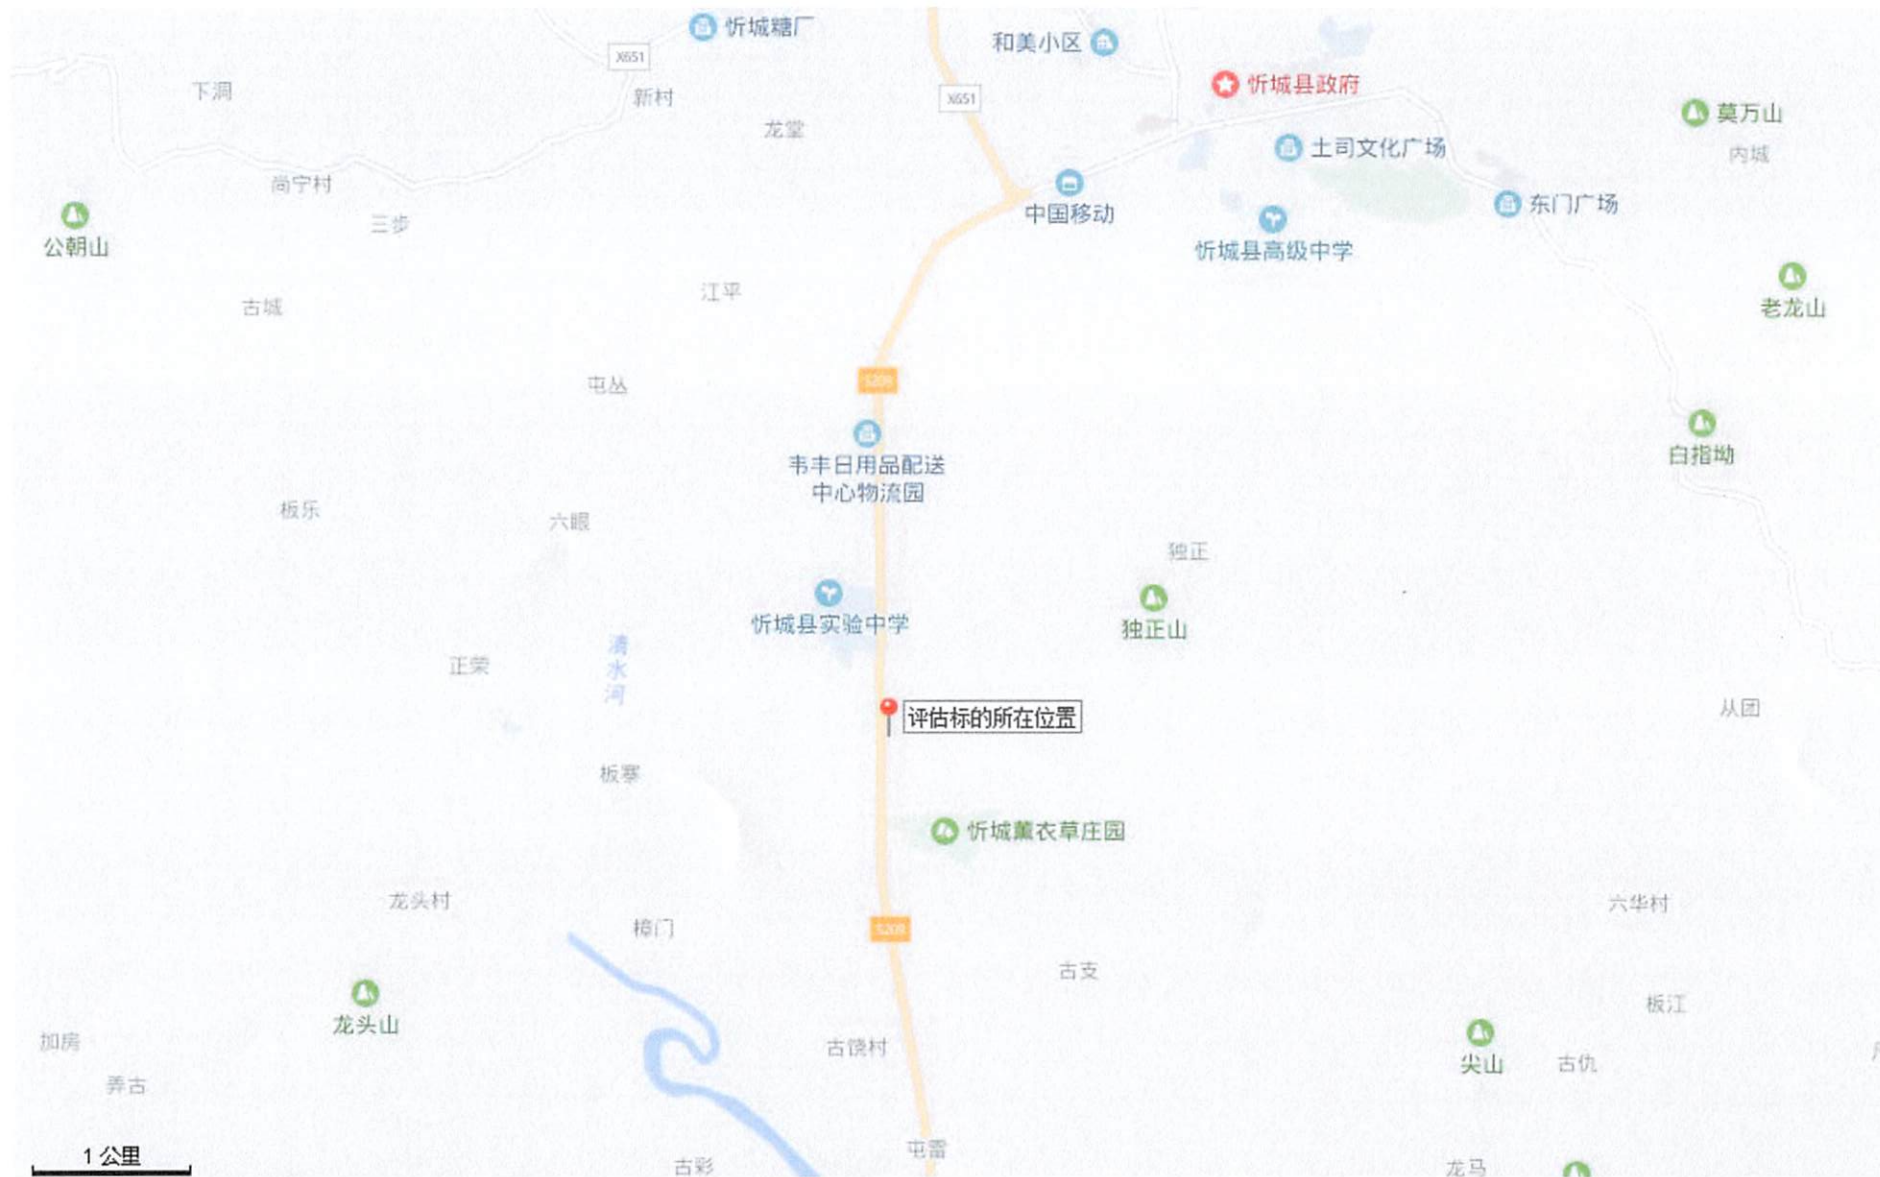 忻城糖厂
和美小区
X651
忻城县政府
下洞
新村
X651
莫万山
龙堂
土司文化广场
内城
尚宁村
中国移动
东门广场
三步
公朝山
忻城县高级中学
江平
古城
老龙山
S209
屯丛
白指坳
韦丰日用品配送
中心物流园
板乐
六眼
独正
忻城县实验中学
独正山
清水河
正荣
评估标的所在位置
从团
板寨
忻城薰衣草庄园
龙头村
六华村
樟门
S209
古支
板江
龙头山
加房
古饶村
尖山
古仇
弄古
1 公里
屯雷
古彩
龙马